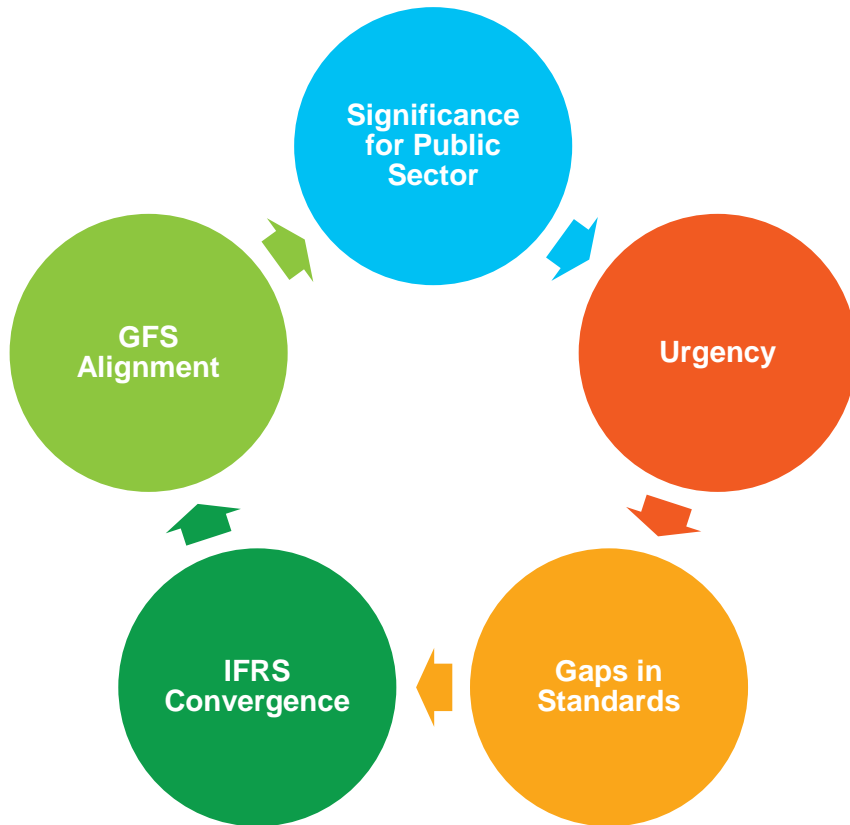 Significance
for Public
Sector
Urgency
Gaps in
Standards
IFRS
Convergence
GFS
Alignment